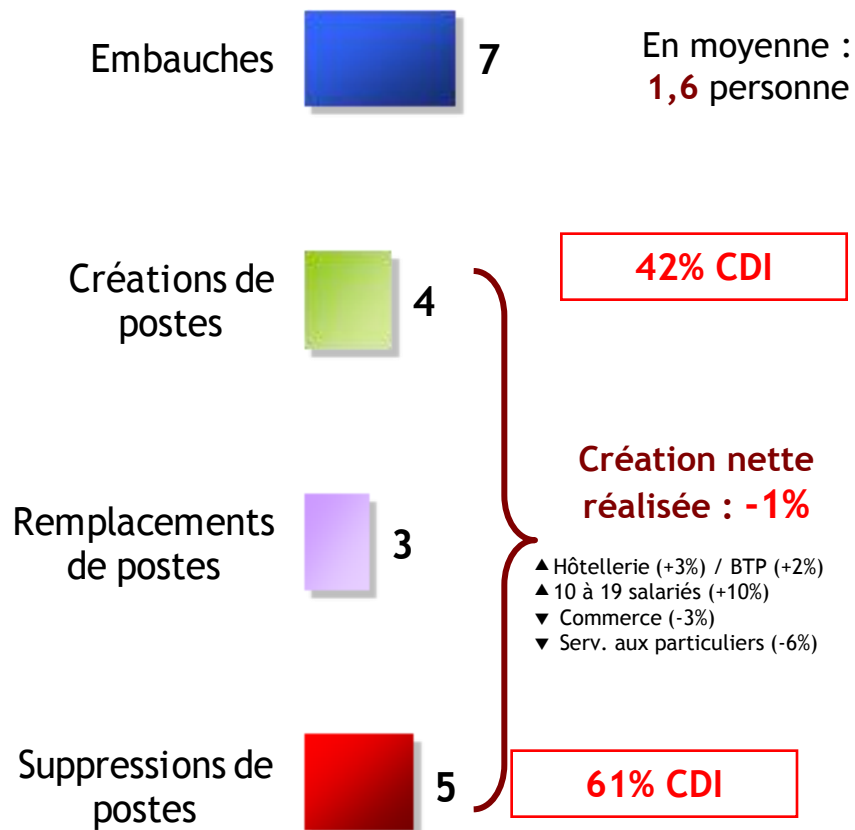 Embauches
7
En moyenne :
1,6 personne
Créations de
postes
4
42% CDI
Remplacements
de postes
3
Création nette
réalisée : -1%
▲ Hôtellerie (+3%) / BTP (+2%)
▲ 10 à 19 salariés (+10%)
▼ Commerce (-3%)
▼ Serv. aux particuliers (-6%)
Suppressions de
postes
5
61% CDI